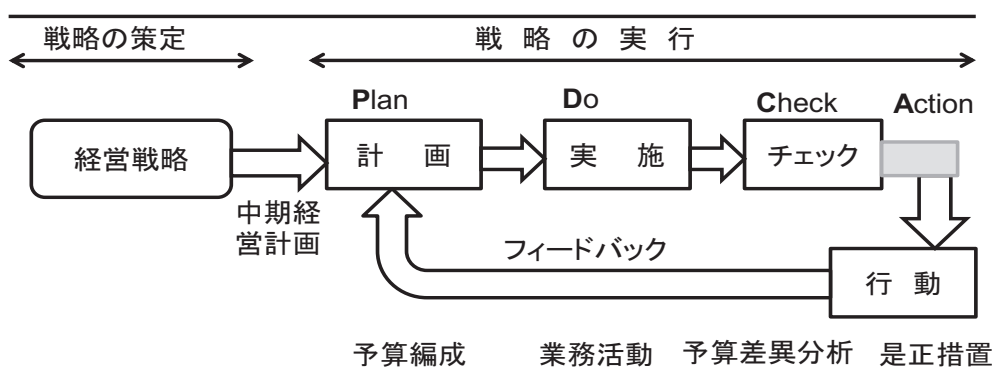 戦略の策定
戦略の実行
Plan
Do
Check
Action
経営戦略
計画
実施
チェック
中期経
営計画
フィードバック
行動
予算編成
業務活動
予算差異分析
是正措置